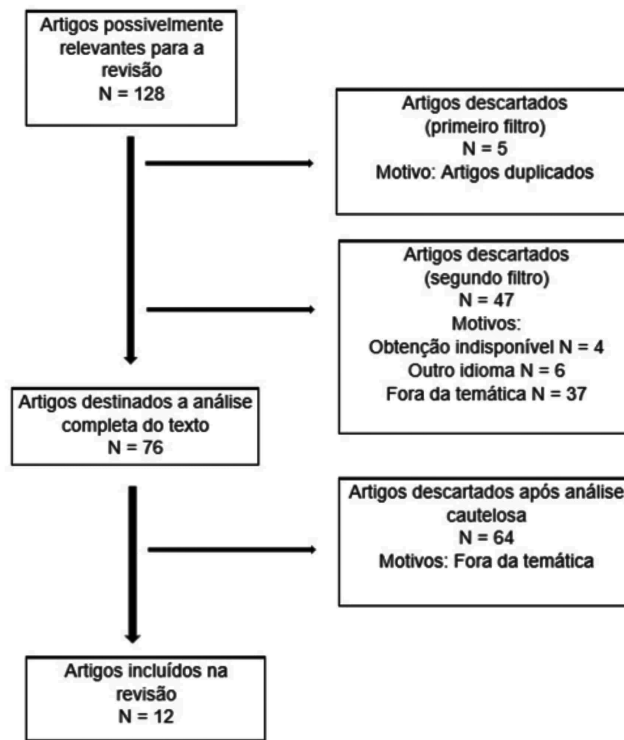 Artigos possivelmente
relevantes para a
revisão
N = 128
Artigos descartados
(primeiro filtro)
N = 5
Motivo: Artigos duplicados
Artigos descartados
(segundo filtro)
N = 47
Motivos:
Obtenção indisponível N = 4
Outro idioma N = 6
Fora da temática N = 37
Artigos destinados a análise
completa do texto
N = 76
Artigos descartados após análise
cautelosa
N = 64
Motivos: Fora da temática
Artigos incluídos na
revisão
N = 12